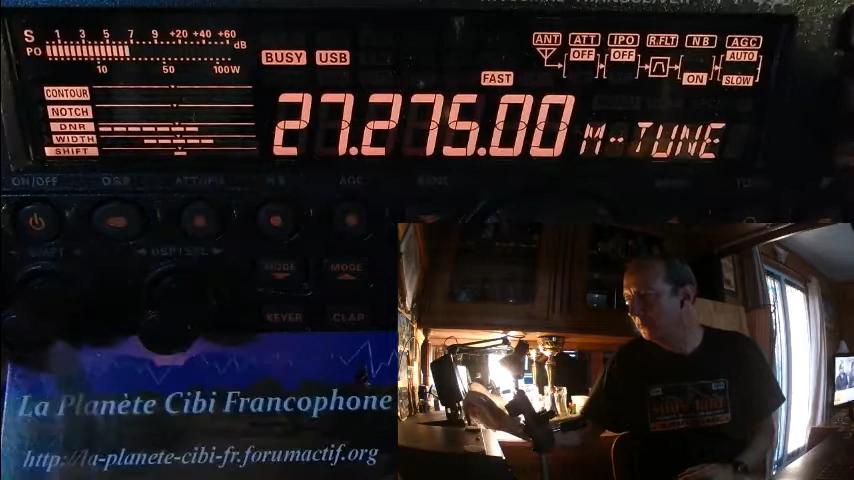 S 1 3 5 7 9 +20 +40 +60 dB
PO 10 50 100W
BUSY USB
ANT ATT IPO R.FLT NB AGC
OFF OFF AUTO
ON SLOW
FAST
CONTOUR
NOTCH
DNR
WIDTH
SHIFT
27.275.00 M-TUNE
ON/OFF DSP
AGC
MODE MODE
KEYER CLAR
La Planète Cibi Francophone
http://la-planete-cibi-fr.forumactif.org